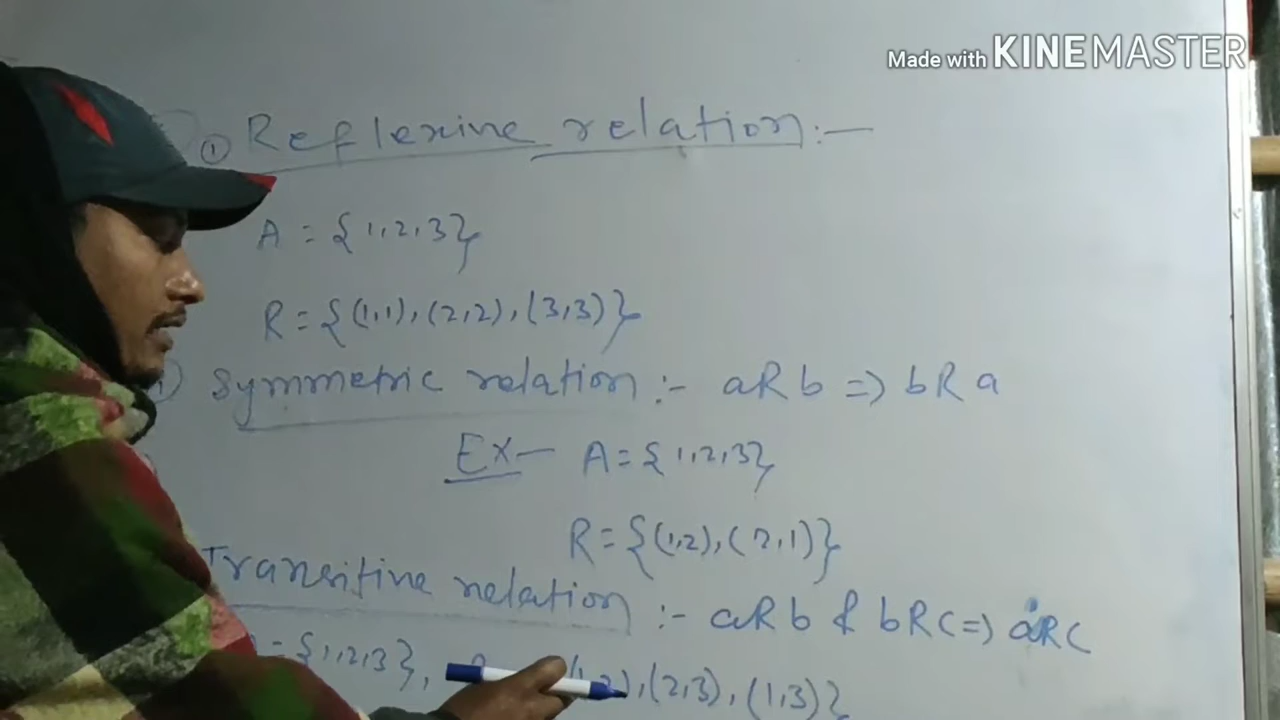 Made with KINEMASTER
① Reflexive relation :—
A = {1,2,3}
R = {(1,1), (2,2), (3,3)}
Symmetric relation :- aRb => bRa
Ex— A = {1,2,3}
R = {(1,2), (2,1)}
Transitive relation :- aRb & bRc => aRc
= {1,2,3}, 2), (2,3), (1,3)}